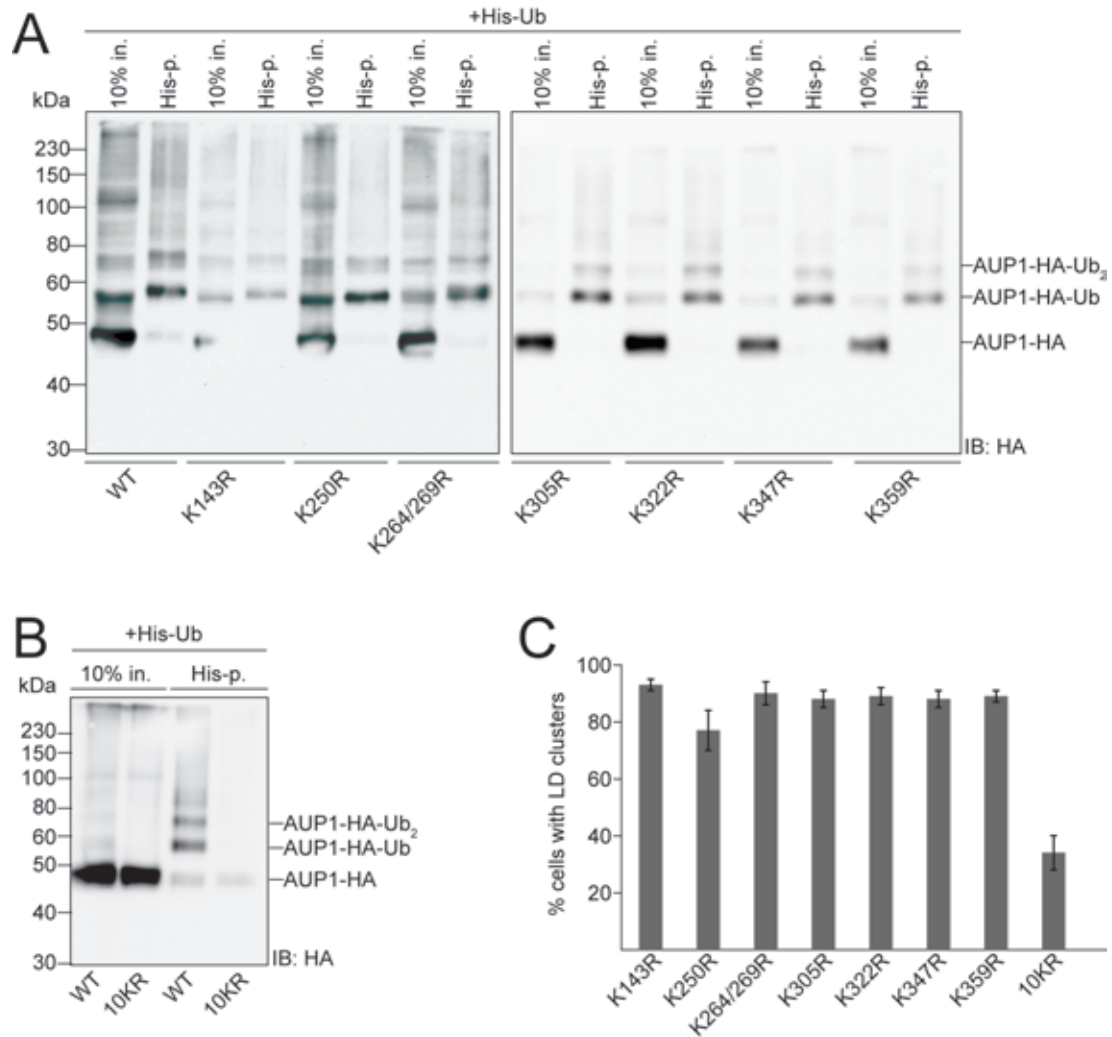 A
+His-Ub
10% in. His-p. 10% in. His-p. 10% in. His-p. 10% in. His-p. 10% in. His-p. 10% in. His-p. 10% in. His-p. 10% in. His-p.
kDa
230
150
100
80
60
50
40
30
AUP1-HA-Ub₂
AUP1-HA-Ub
AUP1-HA
IB: HA
WT K143R K250R K264/269R K305R K322R K347R K359R
B
+His-Ub
10% in. His-p.
kDa
230
150
100
80
60
50
40
30
AUP1-HA-Ub₂
AUP1-HA-Ub
AUP1-HA
IB: HA
WT 10KR WT 10KR
C
% cells with LD clusters
100
80
60
40
20
K143R K250R K264/269R K305R K322R K347R K359R 10KR